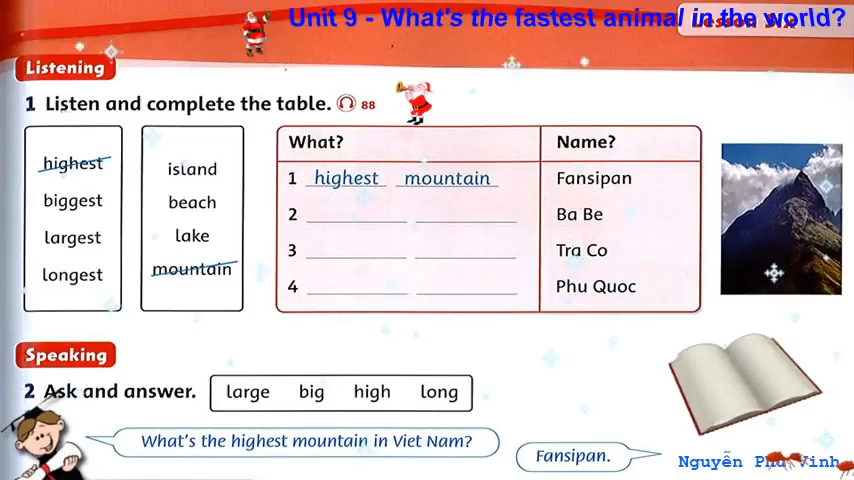 Unit 9 - What's the fastest animal in the world?
Lesson Six
Listening
1 Listen and complete the table. 88
highest
biggest
largest
longest
island
beach
lake
mountain
What? Name?
1 highest mountain Fansipan
2 Ba Be
3 Tra Co
4 Phu Quoc
Speaking
2 Ask and answer.
large big high long
What's the highest mountain in Viet Nam?
Fansipan.
Nguyễn Phú Vinh